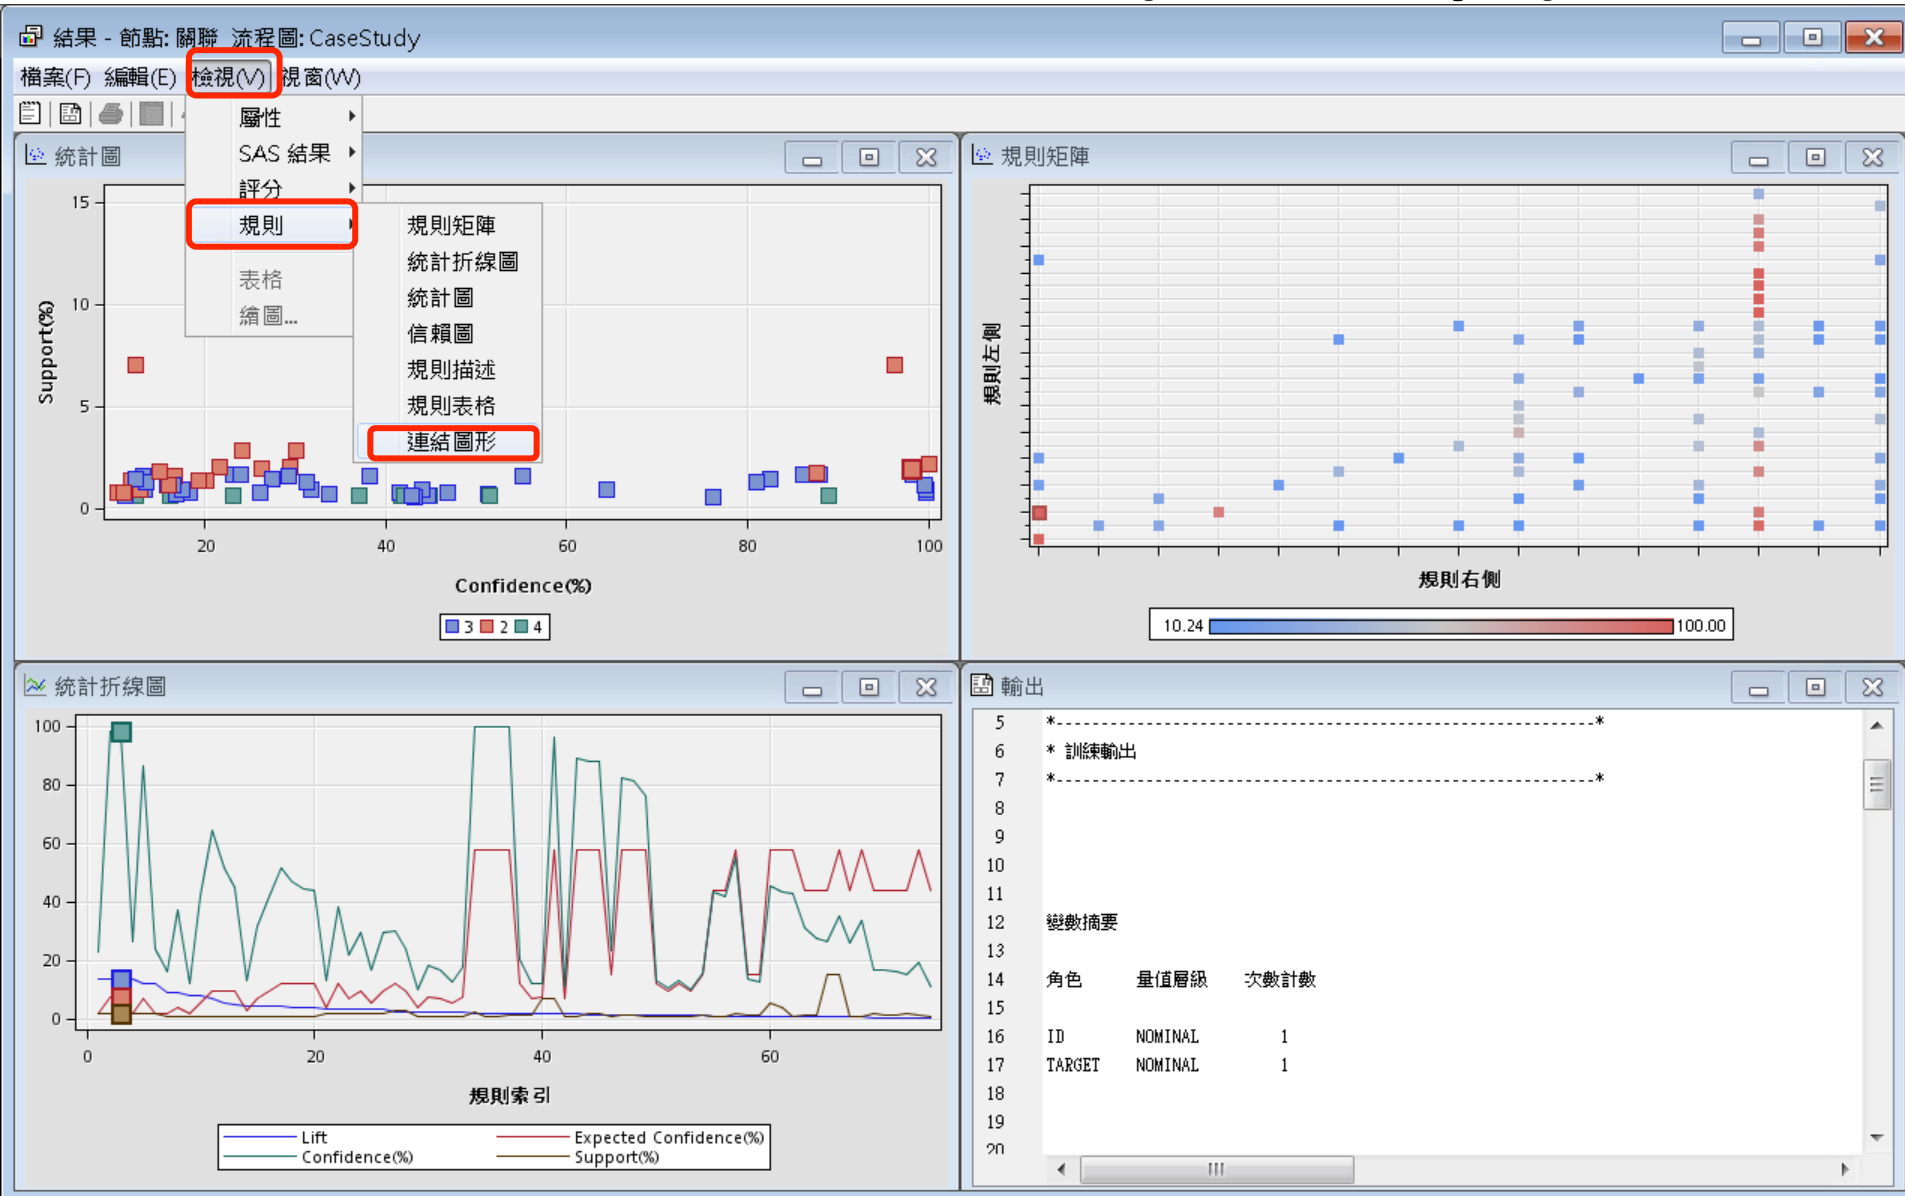 結果 - 節點: 關聯 流程圖: CaseStudy
檔案(F) 編輯(E) 檢視(V) 視窗(W)
屬性
SAS 結果
評分
規則
表格
繪圖...
規則矩陣
統計折線圖
統計圖
信賴圖
規則描述
規則表格
連結圖形
統計圖
15
10
5
0
Support(%)
20 40 60 80 100
Confidence(%)
3 2 4
規則矩陣
規則左側
規則右側
10.24 100.00
統計折線圖
100
80
60
40
20
0
0 20 40 60
規則索引
Lift Expected Confidence(%)
Confidence(%) Support(%)
輸出
5 *------------------------------------------------------------*
6 * 訓練輸出
7 *------------------------------------------------------------*
8
9
10
11
12 變數摘要
13
14 角色 量值層級 次數計數
15
16 ID NOMINAL 1
17 TARGET NOMINAL 1
18
19
20